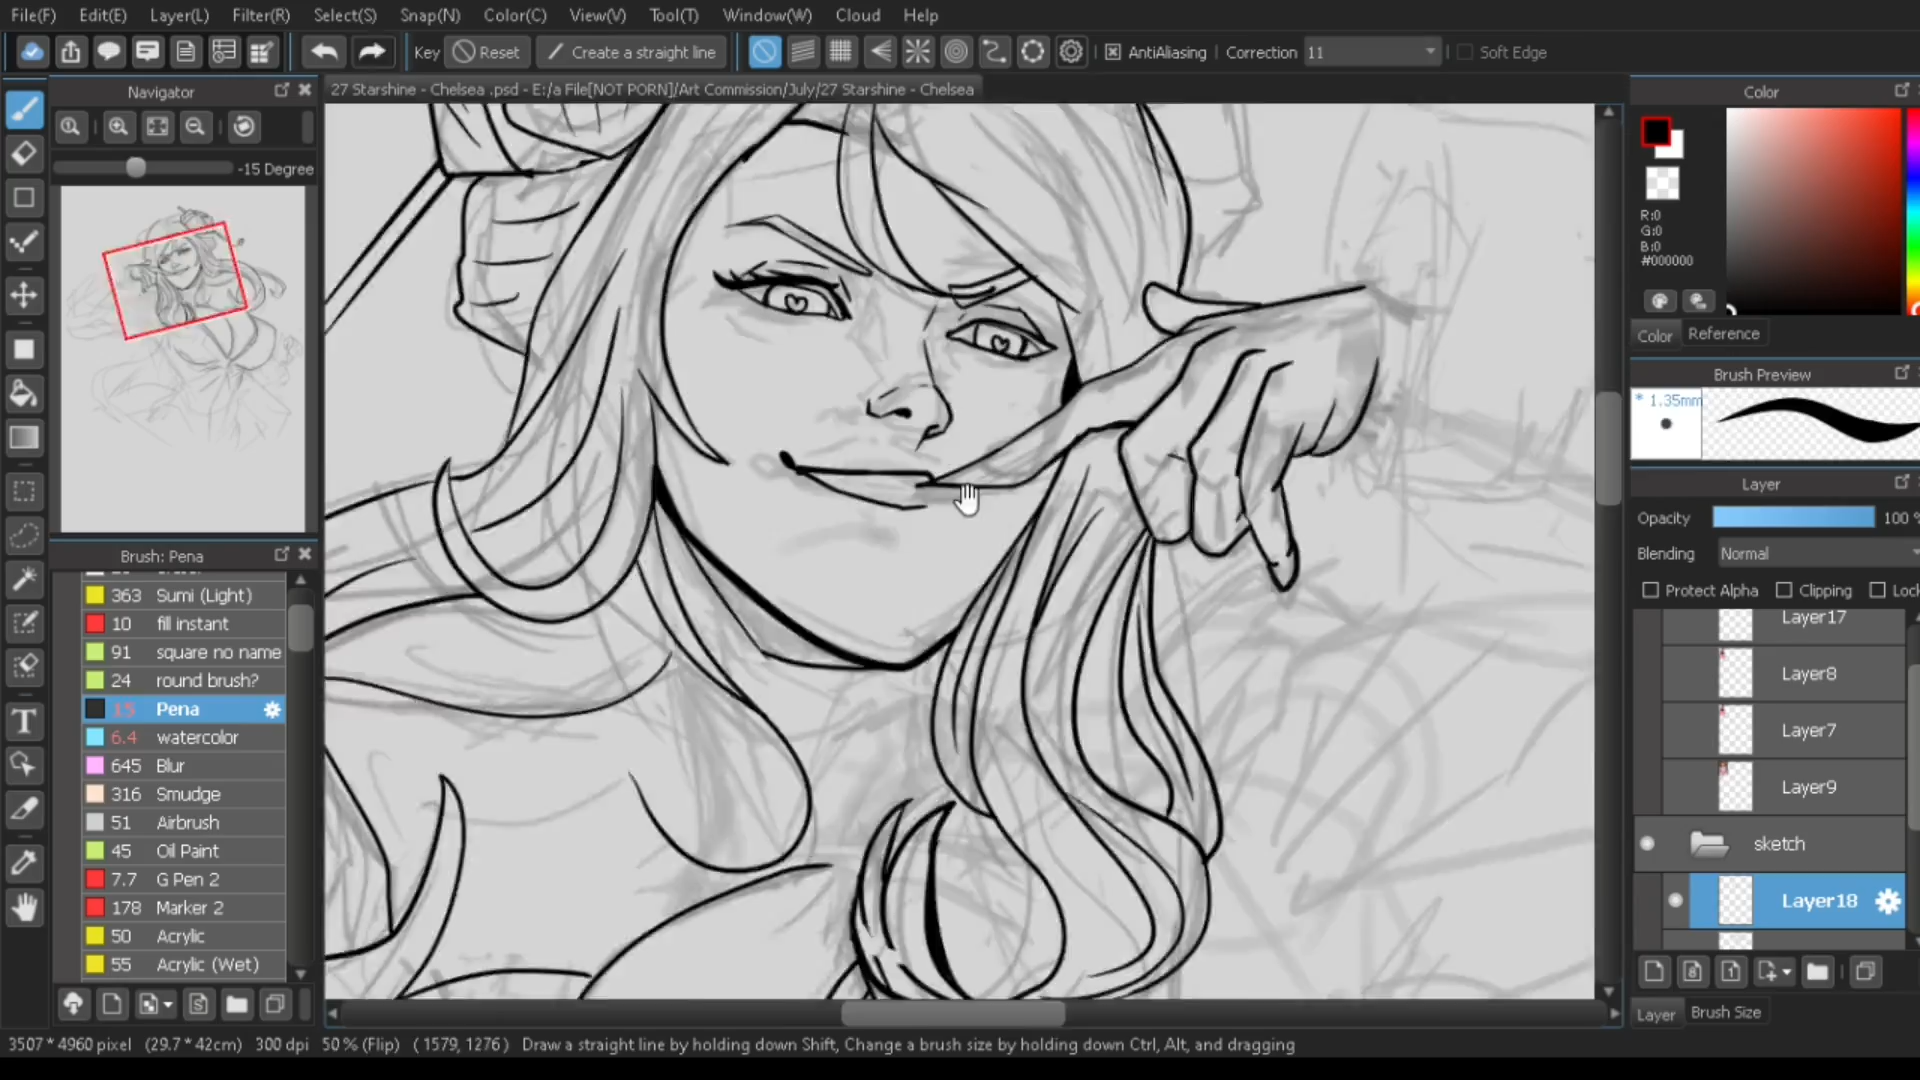 File(F) Edit(E) Layer(L) Filter(R) Select(S) Snap(N) Color(C) View(V) Tool(T) Window(W) Cloud Help
Key Reset Create a straight line AntiAliasing Correction 11 Soft Edge
Navigator
27 Starshine - Chelsea .psd - E:/a File[NOT PORN]/Art Commission/July/27 Starshine - Chelsea
-15 Degree
Brush: Pena
363 Sumi (Light)
10 fill instant
91 square no name
24 round brush?
15 Pena
6.4 watercolor
645 Blur
316 Smudge
51 Airbrush
45 Oil Paint
7.7 G Pen 2
178 Marker 2
50 Acrylic
55 Acrylic (Wet)
Color
R:0
G:0
B:0
#000000
Color Reference
Brush Preview
* 1.35mm
Layer
Opacity 100 %
Blending Normal
Protect Alpha Clipping Lock
Layer17
Layer8
Layer7
Layer9
sketch
Layer18
Layer Brush Size
3507 * 4960 pixel (29.7 * 42cm) 300 dpi 50 % (Flip) ( 1579, 1276 ) Draw a straight line by holding down Shift, Change a brush size by holding down Ctrl, Alt, and dragging